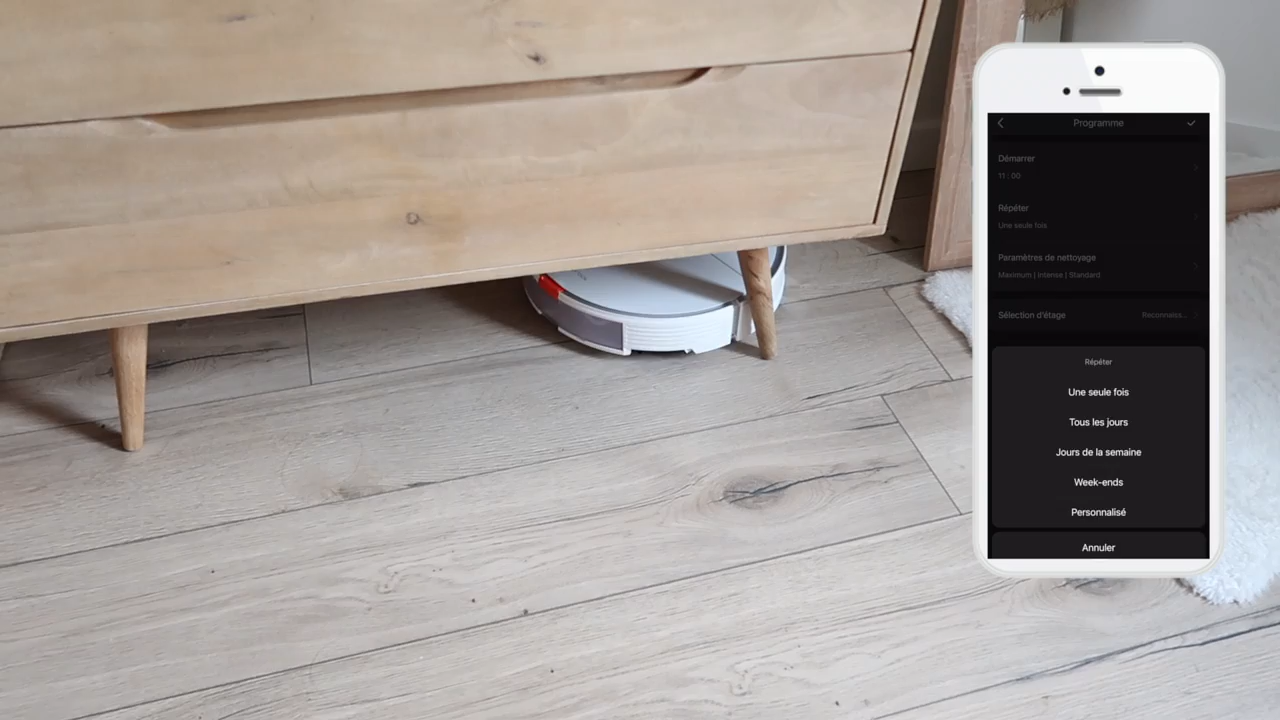 Programme
Démarrer
11 : 00
Répéter
Une seule fois
Paramètres de nettoyage
Maximum | Intense | Standard
Sélection d'étage
Reconnaiss...
Répéter
Une seule fois
Tous les jours
Jours de la semaine
Week-ends
Personnalisé
Annuler